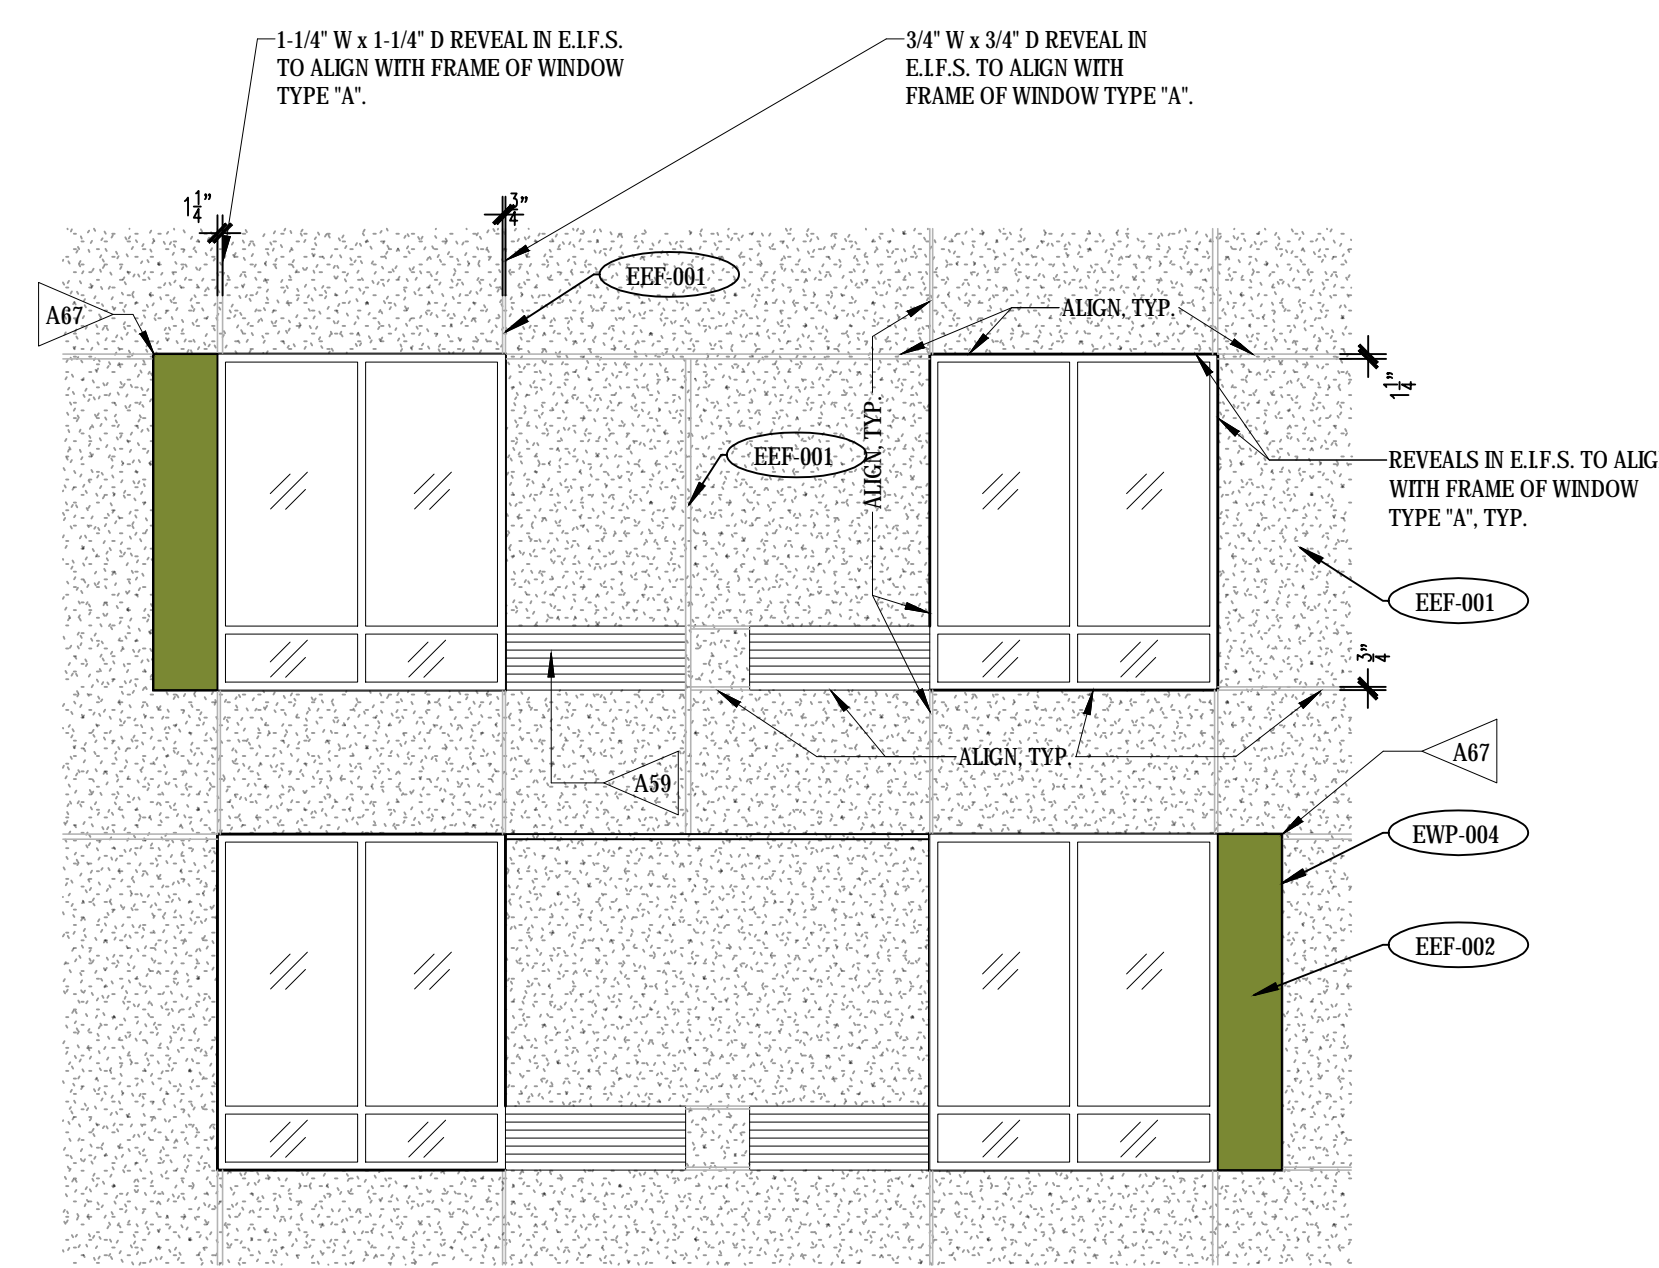 1-1/4" W x 1-1/4" D REVEAL IN E.I.F.S.
TO ALIGN WITH FRAME OF WINDOW
TYPE "A".
3/4" W x 3/4" D REVEAL IN
E.I.F.S. TO ALIGN WITH
FRAME OF WINDOW TYPE "A".
1 1/4"
3/4"
EEF-001
A67
ALIGN, TYP.
1 1/4"
ALIGN, TYP.
EEF-001
REVEALS IN E.I.F.S. TO ALIG
WITH FRAME OF WINDOW
TYPE "A", TYP.
EEF-001
3/4"
ALIGN, TYP.
A67
A59
EWP-004
EEF-002